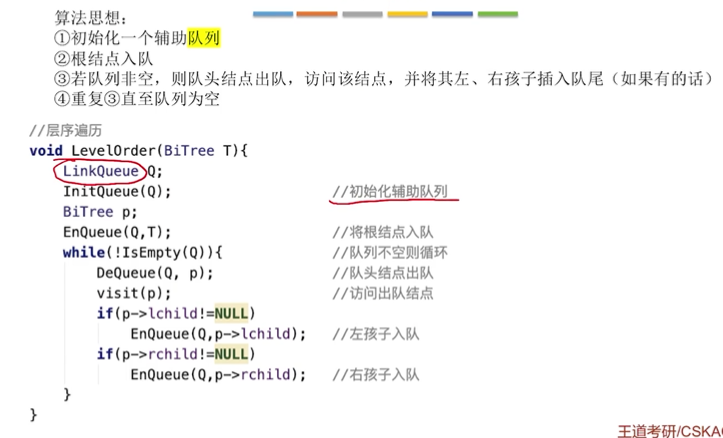 算法思想：
①初始化一个辅助队列
②根结点入队
③若队列非空，则队头结点出队，访问该结点，并将其左、右孩子插入队尾（如果有的话）
④重复③直至队列为空
//层序遍历
void LevelOrder(BiTree T){
LinkQueue Q;
InitQueue(Q); //初始化辅助队列
BiTree p;
EnQueue(Q,T); //将根结点入队
while(!IsEmpty(Q)){ //队列不空则循环
DeQueue(Q, p); //队头结点出队
visit(p); //访问出队结点
if(p->lchild!=NULL)
EnQueue(Q,p->lchild); //左孩子入队
if(p->rchild!=NULL)
EnQueue(Q,p->rchild); //右孩子入队
}
}
王道考研/CSKA